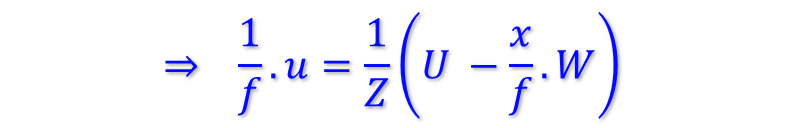 ⇒ 1/f . u = 1/Z ( U − x/f . W )